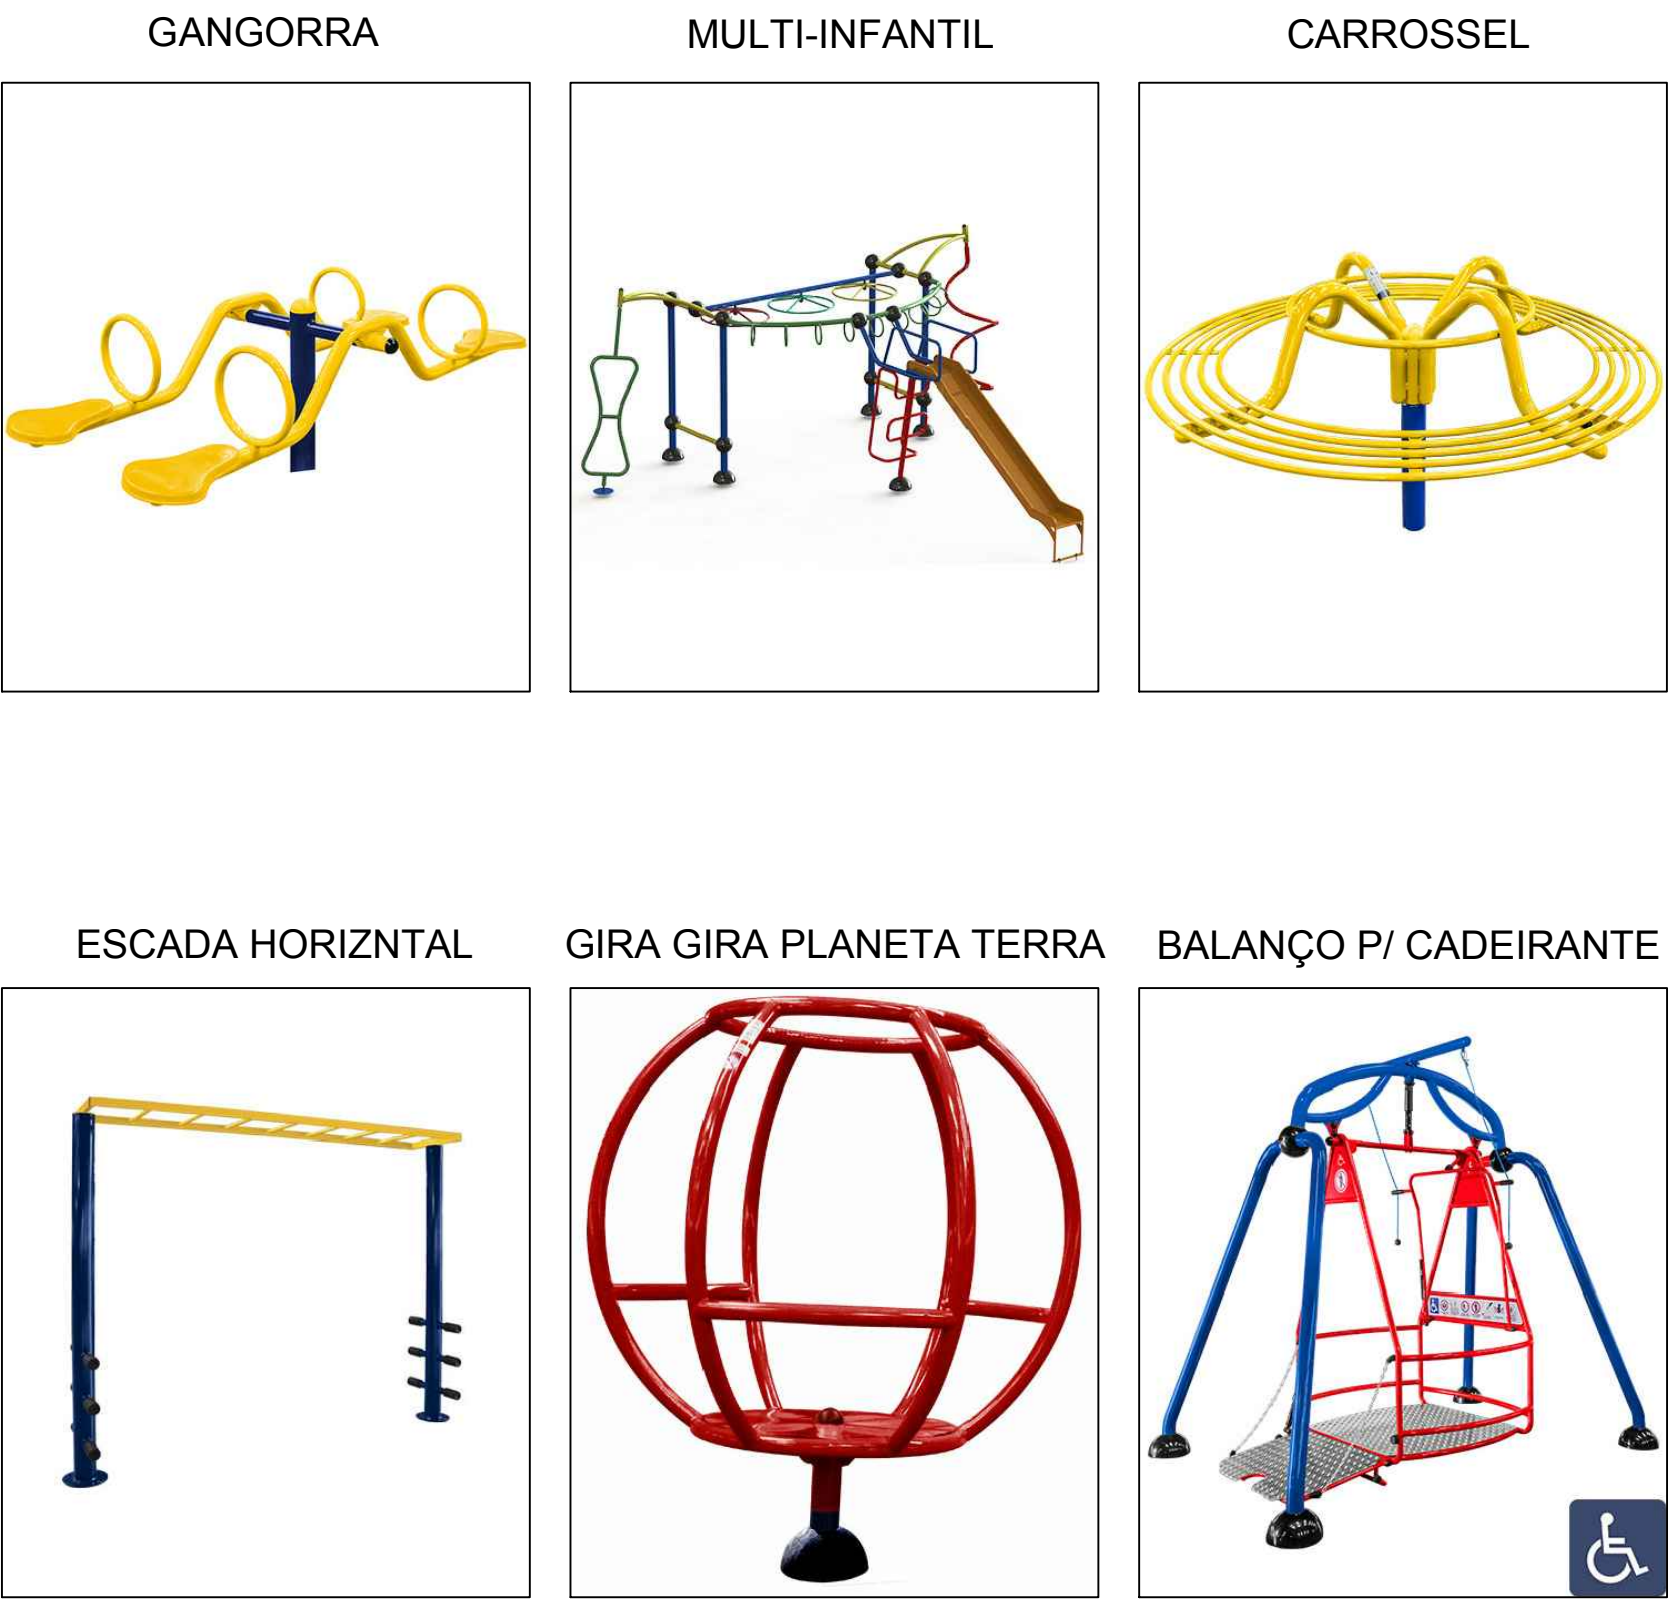 GANGORRA
MULTI-INFANTIL
CARROSSEL
ESCADA HORIZNTAL
GIRA GIRA PLANETA TERRA
BALANÇO P/ CADEIRANTE